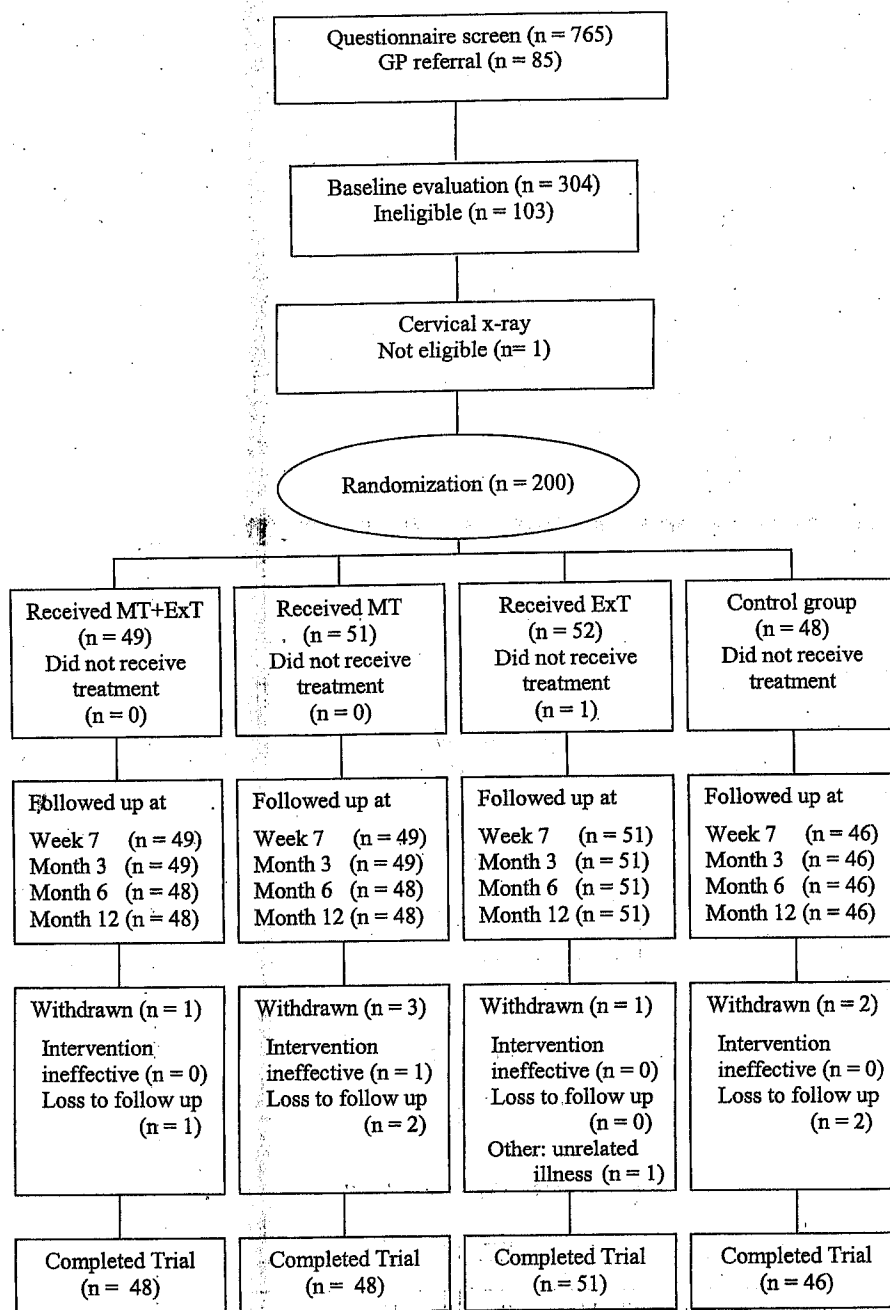 Questionnaire screen (n = 765)
GP referral (n = 85)
Baseline evaluation (n = 304)
Ineligible (n = 103)
Cervical x-ray
Not eligible (n= 1)
Randomization (n = 200)
Received MT+ExT
(n = 49)
Did not receive
treatment
(n = 0)
Received MT
(n = 51)
Did not receive
treatment
(n = 0)
Received ExT
(n = 52)
Did not receive
treatment
(n = 1)
Control group
(n = 48)
Did not receive
treatment
Followed up at
Week 7 (n = 49)
Month 3 (n = 49)
Month 6 (n = 48)
Month 12 (n = 48)
Followed up at
Week 7 (n = 49)
Month 3 (n = 49)
Month 6 (n = 48)
Month 12 (n = 48)
Followed up at
Week 7 (n = 51)
Month 3 (n = 51)
Month 6 (n = 51)
Month 12 (n = 51)
Followed up at
Week 7 (n = 46)
Month 3 (n = 46)
Month 6 (n = 46)
Month 12 (n = 46)
Withdrawn (n = 1)
Intervention
ineffective (n = 0)
Loss to follow up
(n = 1)
Withdrawn (n = 3)
Intervention
ineffective (n = 1)
Loss to follow up
(n = 2)
Withdrawn (n = 1)
Intervention
ineffective (n = 0)
Loss to follow up
(n = 0)
Other: unrelated
illness (n = 1)
Withdrawn (n = 2)
Intervention
ineffective (n = 0)
Loss to follow up
(n = 2)
Completed Trial
(n = 48)
Completed Trial
(n = 48)
Completed Trial
(n = 51)
Completed Trial
(n = 46)